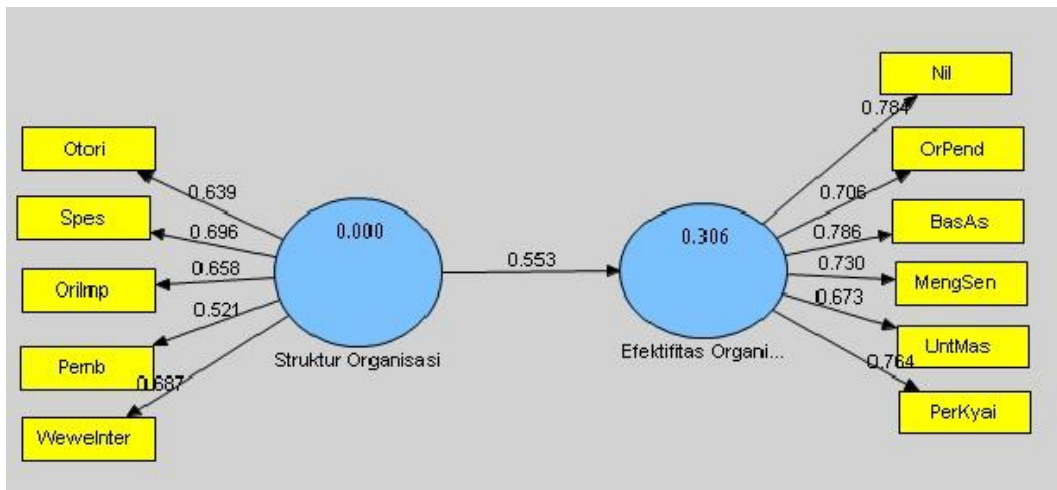 Nil
0.784
Otori
OrPend
0.639
0.706
Spes
0.000
0.306
BasAs
0.696
0.786
0.553
OriImp
0.658
0.730
MengSen
0.521
0.673
Pemb
Struktur Organisasi
Efektifitas Organi...
UntMas
0.687
0.764
PerKyai
WeweInter